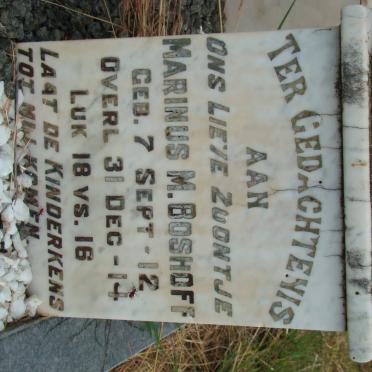 TER GEDACHTENIS
AAN
ONS LIEVE ZOONTJE
MARINUS M. BOSHOFF
GEB. 7 SEPT - 12
OVERL 31 DEC - 14
LUK 18 VS. 16
LAAT DE KINDERKENS
TOT MIJ KOMEN.